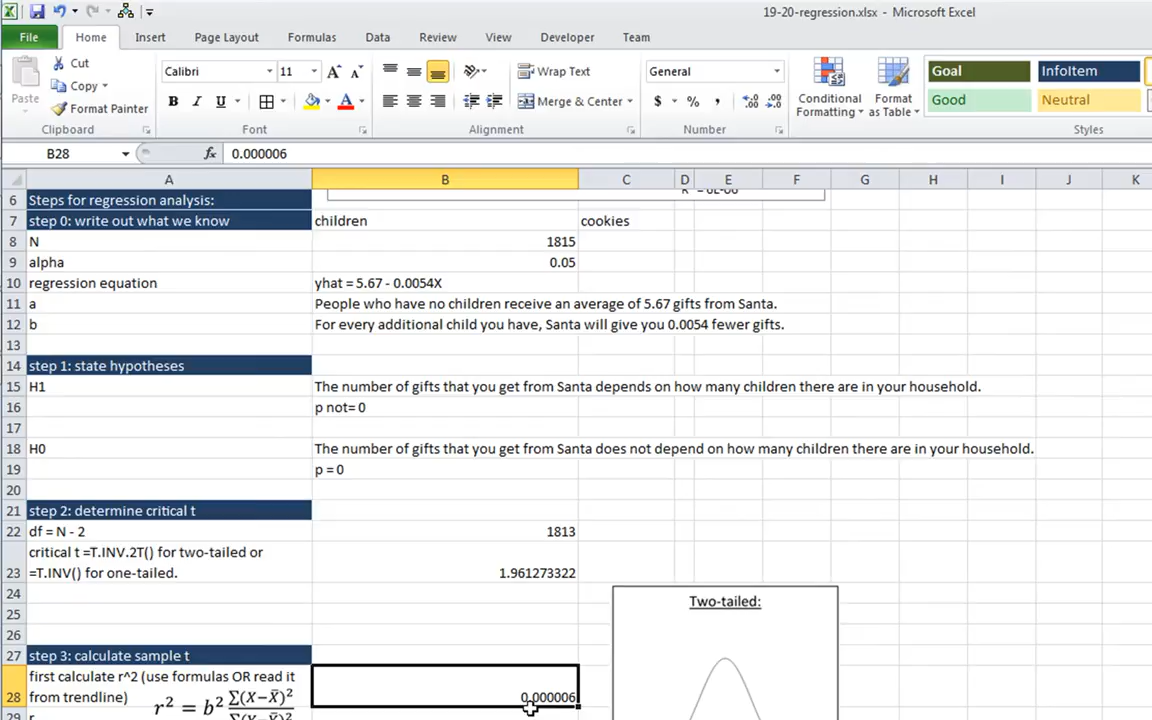 19-20-regression.xlsx - Microsoft Excel
File Home Insert Page Layout Formulas Data Review View Developer Team
Paste
Cut
Copy
Format Painter
Clipboard
Calibri 11
B I U
Font
Wrap Text
Merge & Center
Alignment
General
$ % ,
Number
Conditional Formatting
Format as Table
Goal InfoItem
Good Neutral
Styles
B28 fx 0.000006
A B C D E F G H I J K
6 Steps for regression analysis:
7 step 0: write out what we know children cookies
8 N 1815
9 alpha 0.05
10 regression equation yhat = 5.67 - 0.0054X
11 a People who have no children receive an average of 5.67 gifts from Santa.
12 b For every additional child you have, Santa will give you 0.0054 fewer gifts.
13
14 step 1: state hypotheses
15 H1 The number of gifts that you get from Santa depends on how many children there are in your household.
16 p not= 0
17
18 H0 The number of gifts that you get from Santa does not depend on how many children there are in your household.
19 p = 0
20
21 step 2: determine critical t
22 df = N - 2 1813
critical t =T.INV.2T() for two-tailed or
23 =T.INV() for one-tailed. 1.961273322
24 Two-tailed:
25
26
27 step 3: calculate sample t
first calculate r^2 (use formulas OR read it
28 from trendline) r² = b² ∑(X−X̄)² 0.000006
29